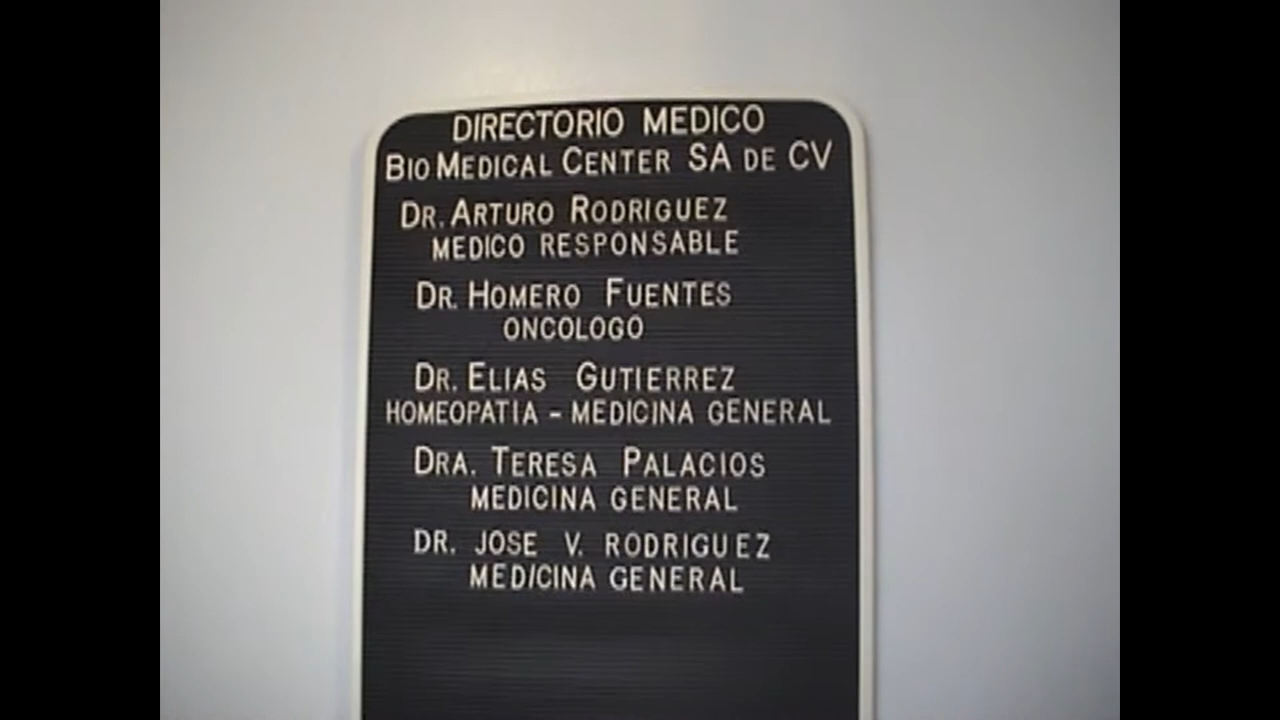 DIRECTORIO MEDICO
BIO MEDICAL CENTER SA DE CV
DR. ARTURO RODRIGUEZ
MEDICO RESPONSABLE
DR. HOMERO FUENTES
ONCOLOGO
DR. ELIAS GUTIERREZ
HOMEOPATIA - MEDICINA GENERAL
DRA. TERESA PALACIOS
MEDICINA GENERAL
DR. JOSE V. RODRIGUEZ
MEDICINA GENERAL